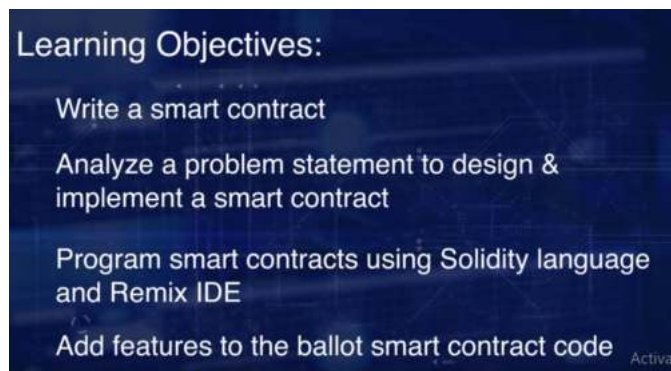 Learning Objectives:
Write a smart contract
Analyze a problem statement to design &
implement a smart contract
Program smart contracts using Solidity language
and Remix IDE
Add features to the ballot smart contract code
Activa